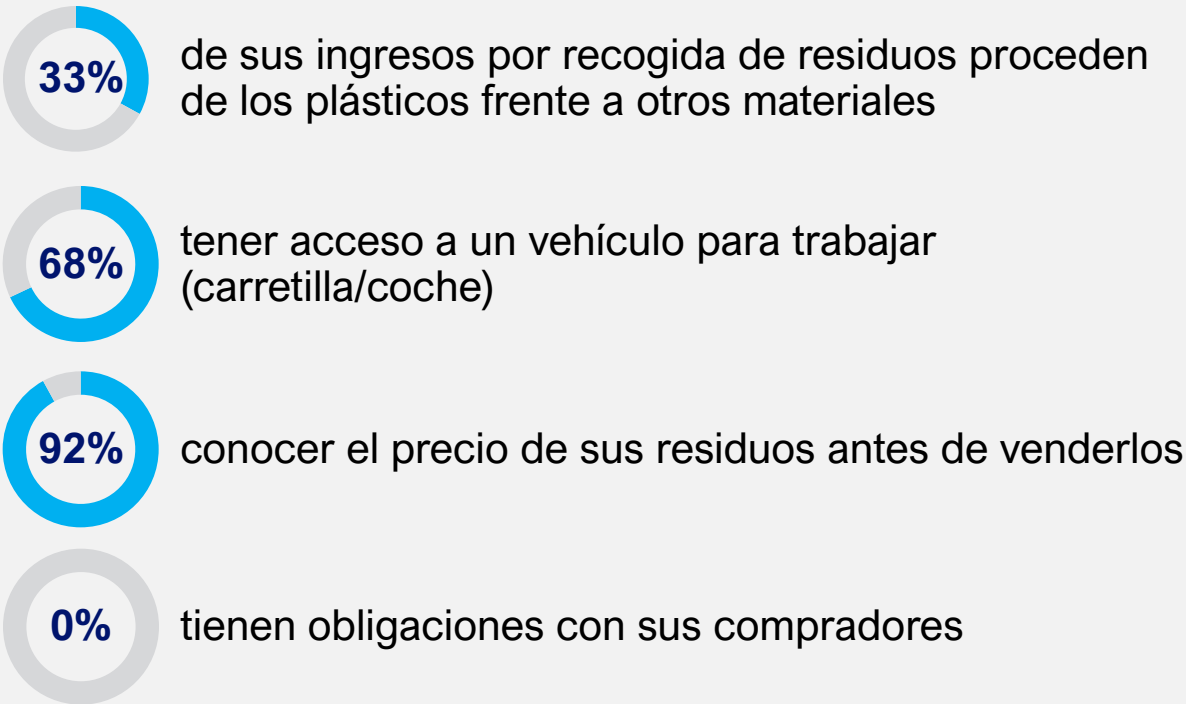 33%
de sus ingresos por recogida de residuos proceden
de los plásticos frente a otros materiales
68%
tener acceso a un vehículo para trabajar
(carretilla/coche)
92%
conocer el precio de sus residuos antes de venderlos
0%
tienen obligaciones con sus compradores